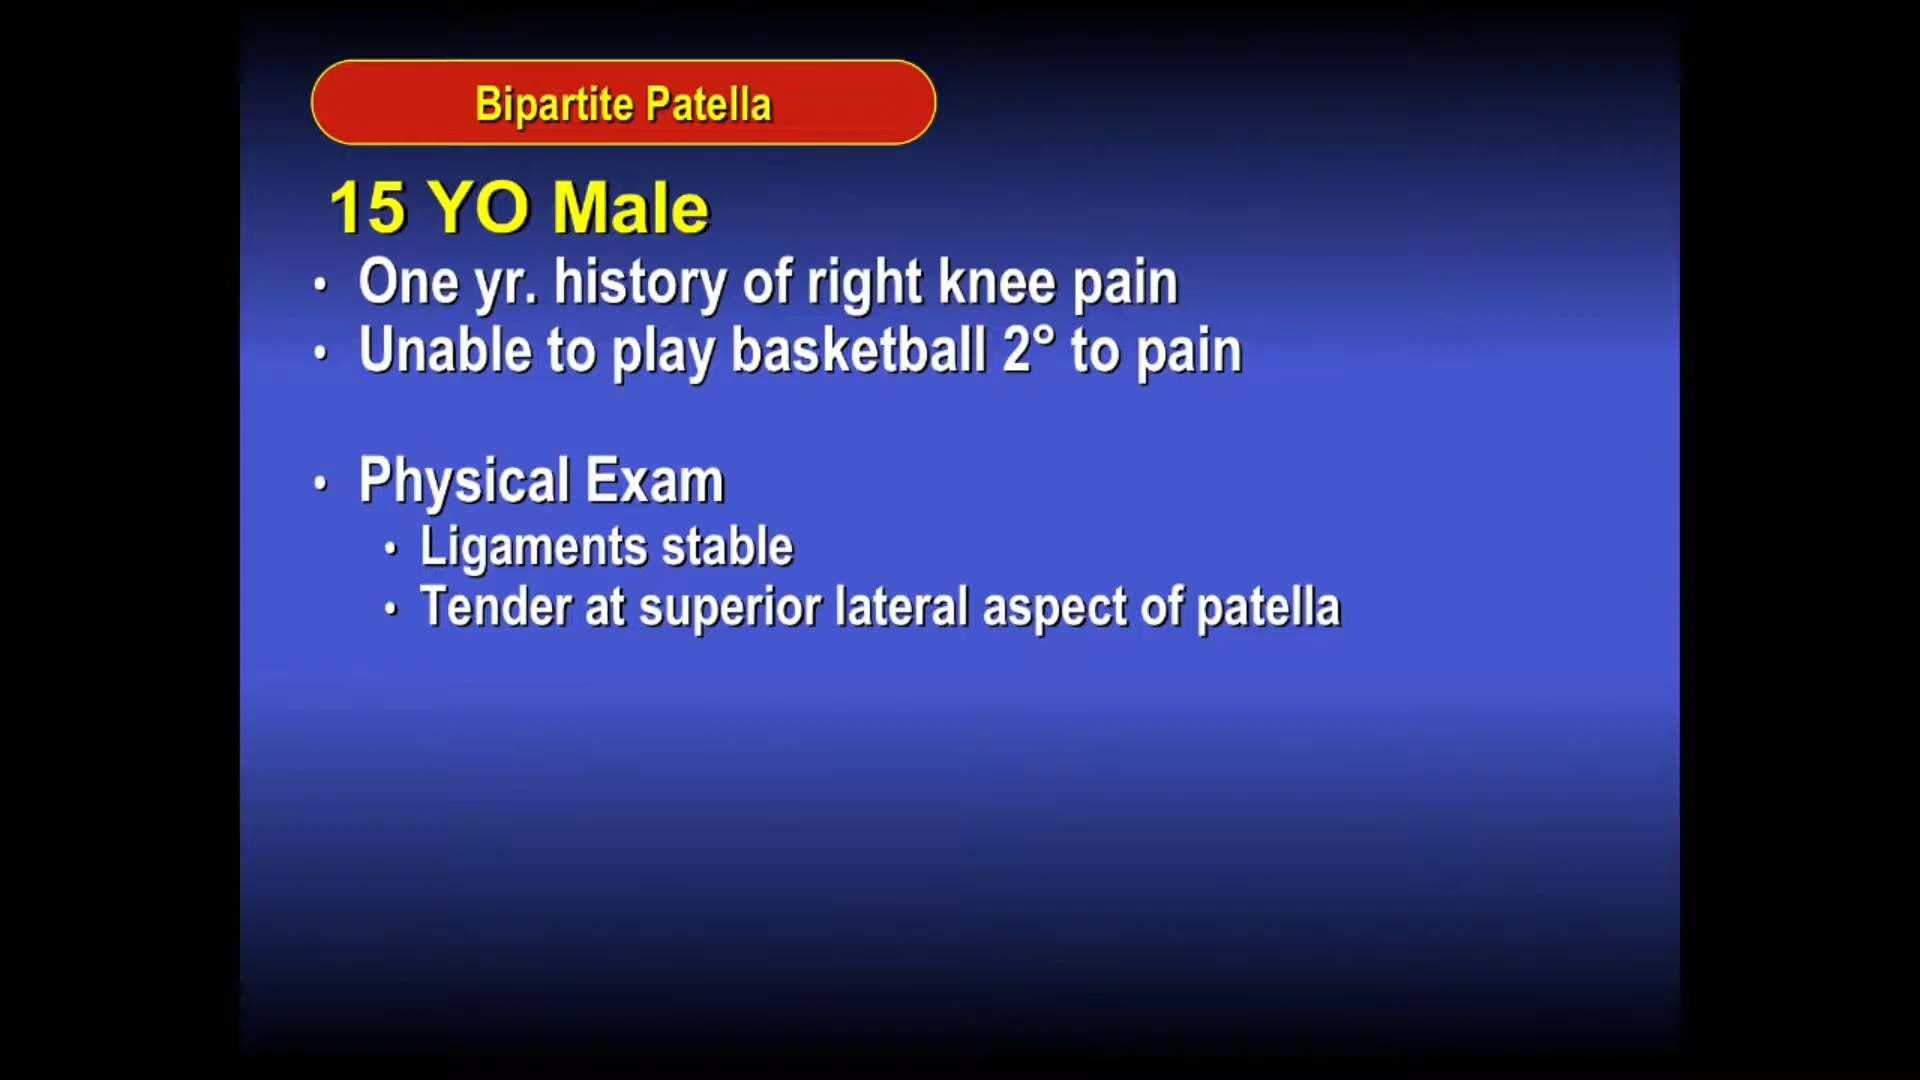 Bipartite Patella
15 YO Male
• One yr. history of right knee pain
• Unable to play basketball 2° to pain
• Physical Exam
• Ligaments stable
• Tender at superior lateral aspect of patella